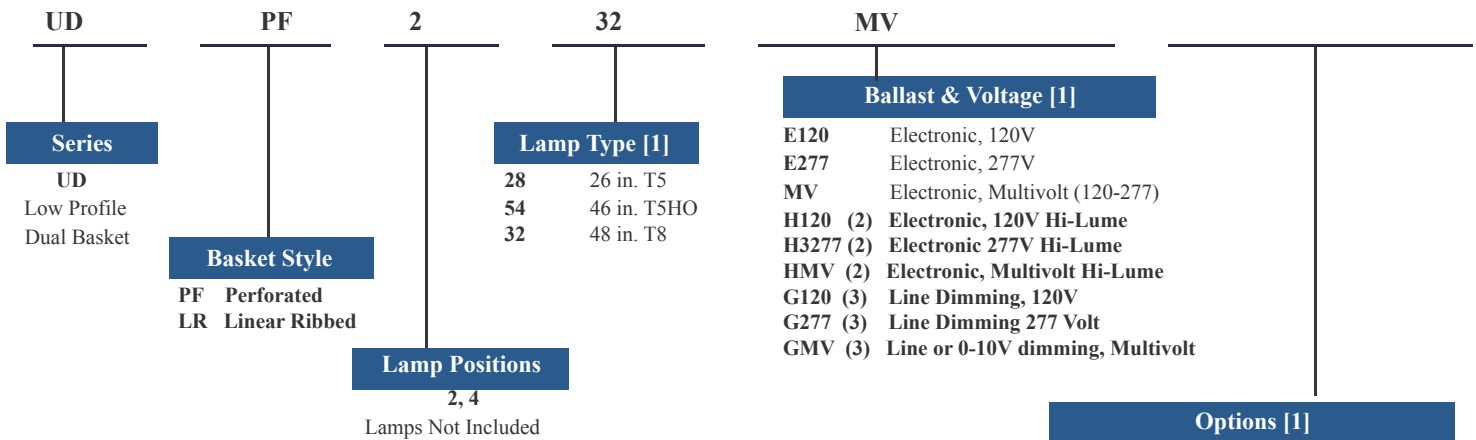 UD PF 2 32 MV
Series
UD
Low Profile
Dual Basket
Basket Style
PF Perforated
LR Linear Ribbed
Lamp Positions
2, 4
Lamps Not Included
Lamp Type [1]
28 26 in. T5
54 46 in. T5HO
32 48 in. T8
Ballast & Voltage [1]
E120 Electronic, 120V
E277 Electronic, 277V
MV Electronic, Multivolt (120-277)
H120 (2) Electronic, 120V Hi-Lume
H3277 (2) Electronic 277V Hi-Lume
HMV (2) Electronic, Multivolt Hi-Lume
G120 (3) Line Dimming, 120V
G277 (3) Line Dimming 277 Volt
GMV (3) Line or 0-10V dimming, Multivolt
Options [1]